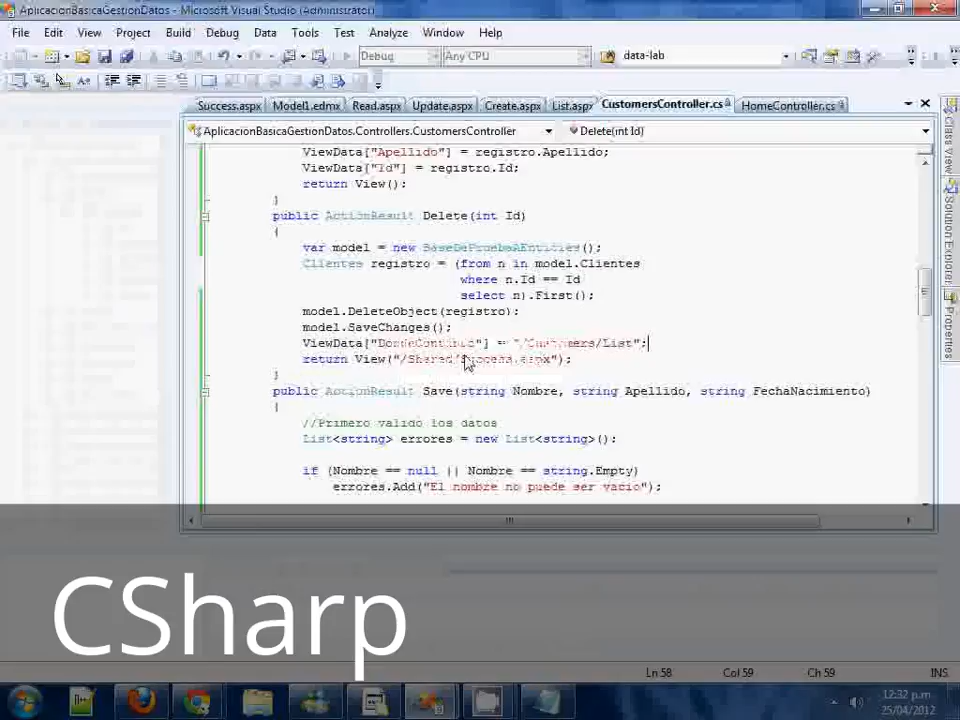 AplicacionBasicaGestionDatos - Microsoft Visual Studio (Administrator)
File Edit View Project Build Debug Data Tools Test Analyze Window Help
Debug Any CPU data-lab
Success.aspx Model1.edmx Read.aspx Update.aspx Create.aspx List.aspx CustomersController.cs HomeController.cs
AplicacionBasicaGestionDatos.Controllers.CustomersController Delete(int Id)
ViewData["Apellido"] = registro.Apellido;
ViewData["Id"] = registro.Id;
return View();
}
public ActionResult Delete(int Id)
{
var model = new BaseDePruebaAEntities();
Clientes registro = (from n in model.Clientes
where n.Id == Id
select n).First();
model.DeleteObject(registro);
model.SaveChanges();
ViewData["DondeContinuo"] = "/Customers/List";
return View("/Shared/Success.aspx");
}
public ActionResult Save(string Nombre, string Apellido, string FechaNacimiento)
{
//Primero valido los datos
List<string> errores = new List<string>();
if (Nombre == null || Nombre == string.Empty)
errores.Add("El nombre no puede ser vacio");
Class View
Solution Explorer
Properties
CSharp
Ln 58 Col 59 Ch 59 INS
12:32 p.m.
25/04/2012